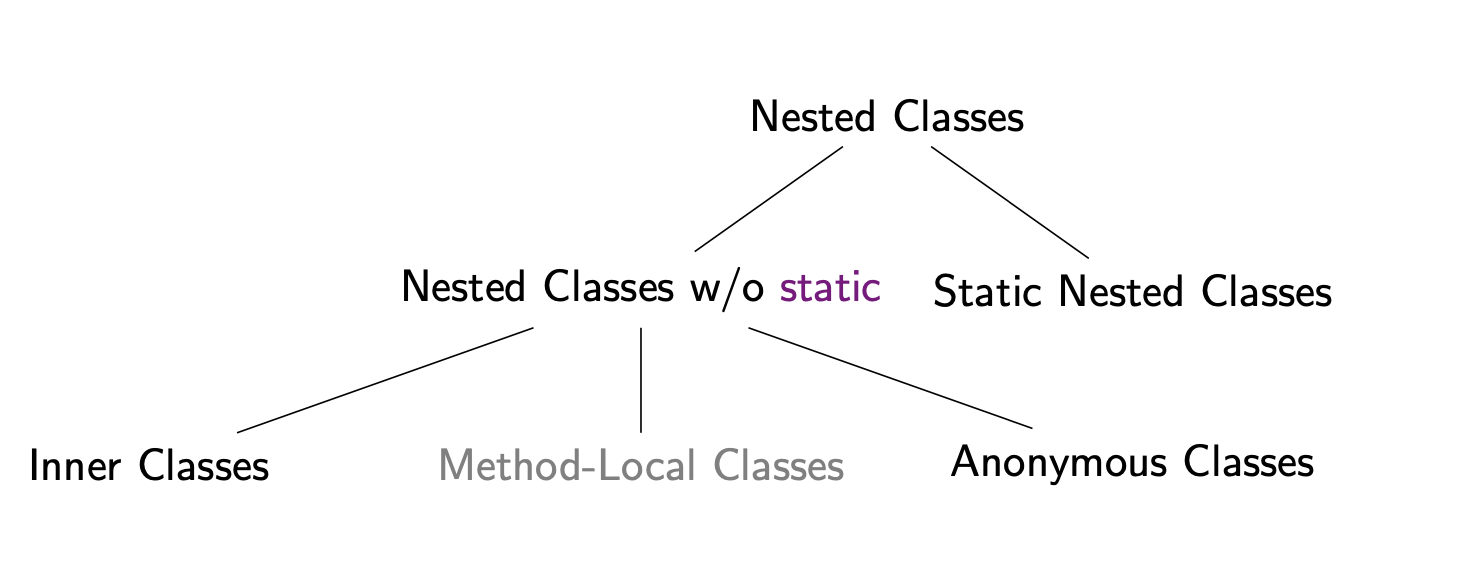 Nested Classes
Nested Classes w/o static
Static Nested Classes
Inner Classes
Method-Local Classes
Anonymous Classes